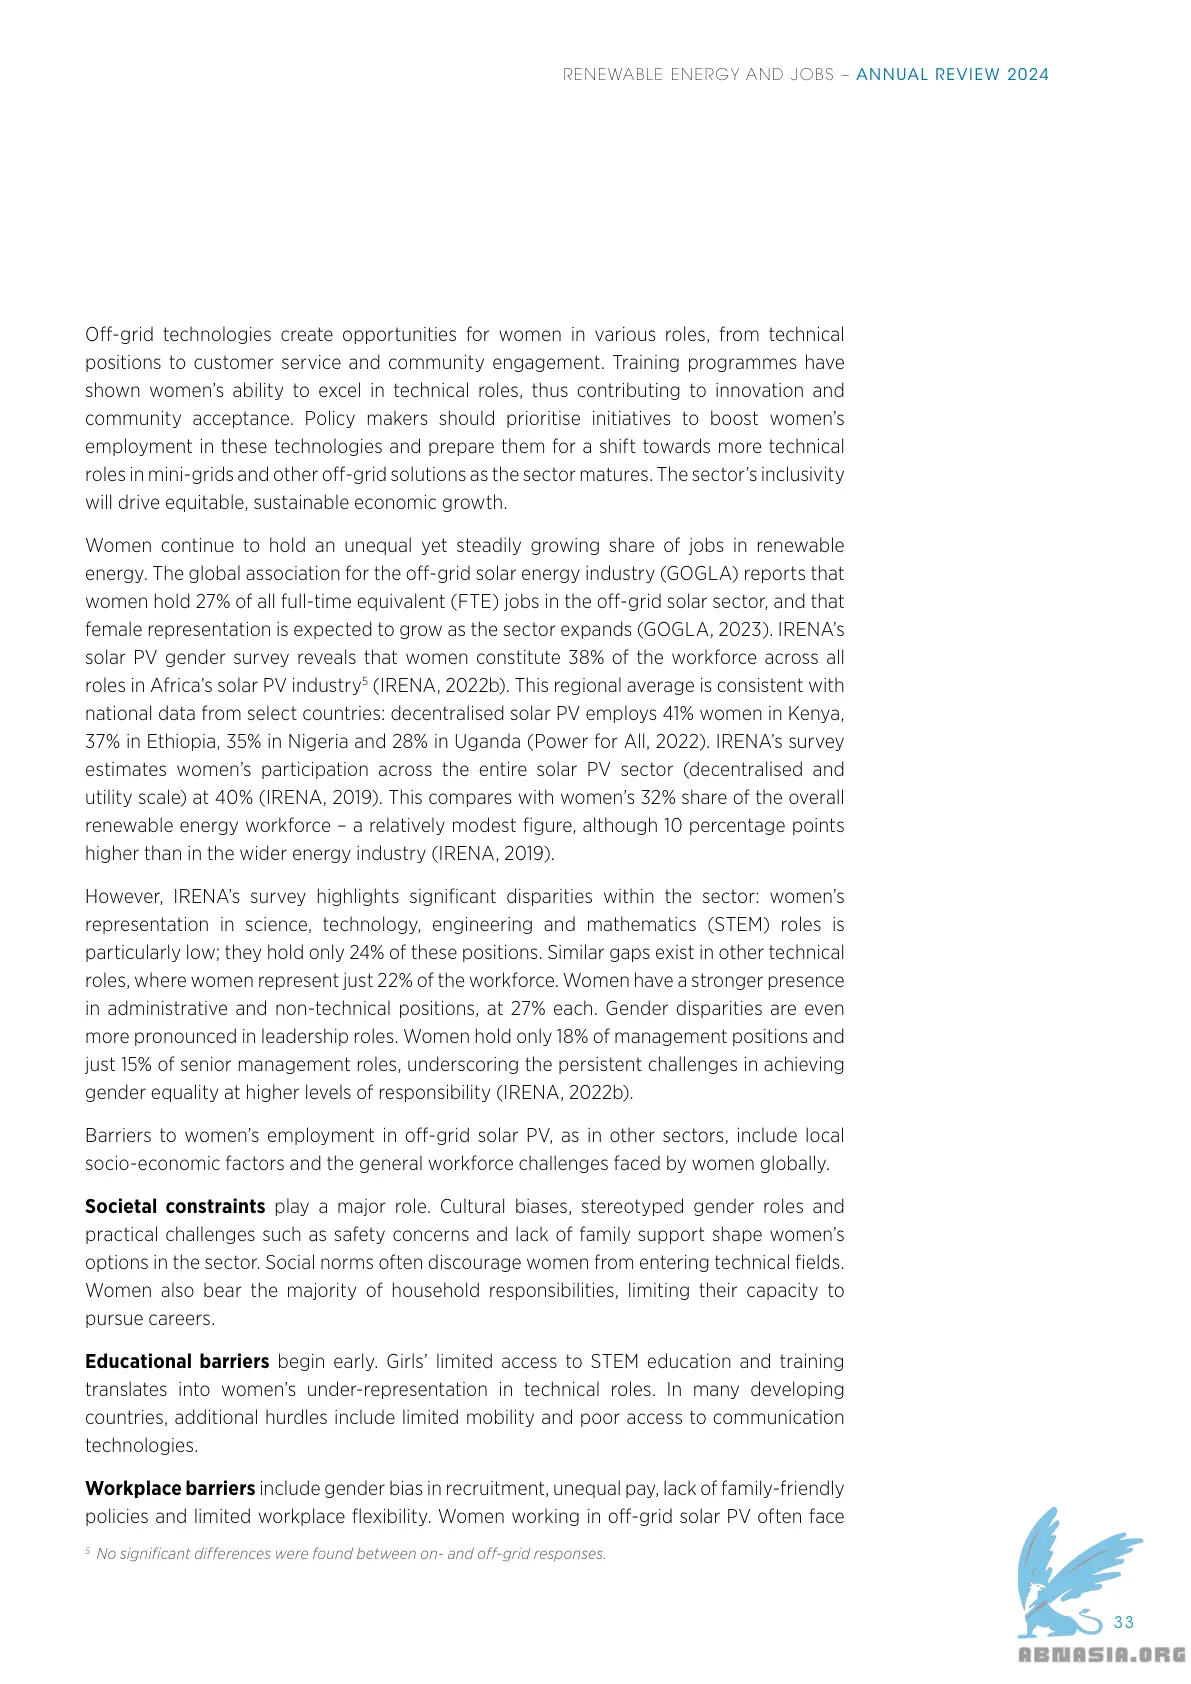 RENEWABLE ENERGY AND JOBS – ANNUAL REVIEW 2024
Off-grid technologies create opportunities for women in various roles, from technical
positions to customer service and community engagement. Training programmes have
shown women’s ability to excel in technical roles, thus contributing to innovation and
community acceptance. Policy makers should prioritise initiatives to boost women’s
employment in these technologies and prepare them for a shift towards more technical
roles in mini-grids and other off-grid solutions as the sector matures. The sector’s inclusivity
will drive equitable, sustainable economic growth.
Women continue to hold an unequal yet steadily growing share of jobs in renewable
energy. The global association for the off-grid solar energy industry (GOGLA) reports that
women hold 27% of all full-time equivalent (FTE) jobs in the off-grid solar sector, and that
female representation is expected to grow as the sector expands (GOGLA, 2023). IRENA’s
solar PV gender survey reveals that women constitute 38% of the workforce across all
roles in Africa’s solar PV industry5 (IRENA, 2022b). This regional average is consistent with
national data from select countries: decentralised solar PV employs 41% women in Kenya,
37% in Ethiopia, 35% in Nigeria and 28% in Uganda (Power for All, 2022). IRENA’s survey
estimates women’s participation across the entire solar PV sector (decentralised and
utility scale) at 40% (IRENA, 2019). This compares with women’s 32% share of the overall
renewable energy workforce – a relatively modest figure, although 10 percentage points
higher than in the wider energy industry (IRENA, 2019).
However, IRENA’s survey highlights significant disparities within the sector: women’s
representation in science, technology, engineering and mathematics (STEM) roles is
particularly low; they hold only 24% of these positions. Similar gaps exist in other technical
roles, where women represent just 22% of the workforce. Women have a stronger presence
in administrative and non-technical positions, at 27% each. Gender disparities are even
more pronounced in leadership roles. Women hold only 18% of management positions and
just 15% of senior management roles, underscoring the persistent challenges in achieving
gender equality at higher levels of responsibility (IRENA, 2022b).
Barriers to women’s employment in off-grid solar PV, as in other sectors, include local
socio-economic factors and the general workforce challenges faced by women globally.
Societal constraints play a major role. Cultural biases, stereotyped gender roles and
practical challenges such as safety concerns and lack of family support shape women’s
options in the sector. Social norms often discourage women from entering technical fields.
Women also bear the majority of household responsibilities, limiting their capacity to
pursue careers.
Educational barriers begin early. Girls’ limited access to STEM education and training
translates into women’s under-representation in technical roles. In many developing
countries, additional hurdles include limited mobility and poor access to communication
technologies.
Workplace barriers include gender bias in recruitment, unequal pay, lack of family-friendly
policies and limited workplace flexibility. Women working in off-grid solar PV often face
5 No significant differences were found between on- and off-grid responses.
33
ABNASIA.ORG